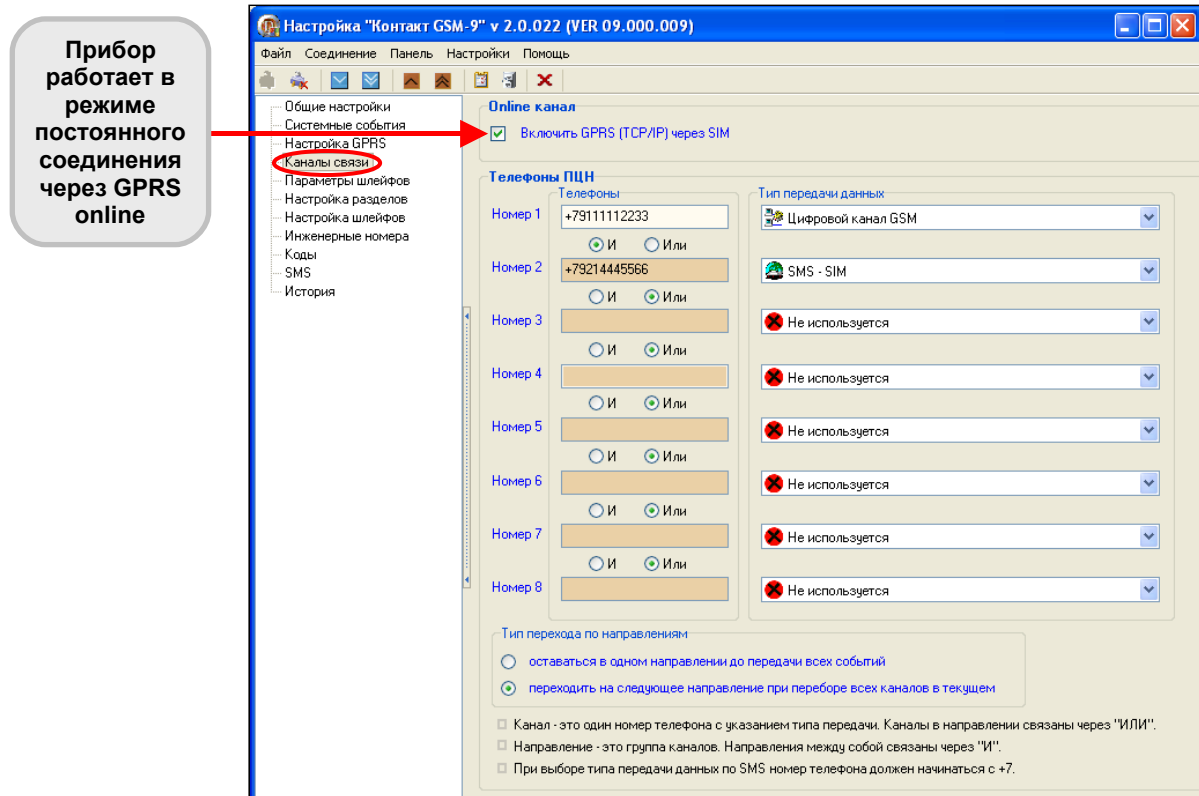 Прибор
работает в
режиме
постоянного
соединения
через GPRS
online
Настройка "Контакт GSM-9" v 2.0.022 (VER 09.000.009)
Файл Соединение Панель Настройки Помощь
Общие настройки
Системные события
Настройка GPRS
Каналы связи
Параметры шлейфов
Настройка разделов
Настройка шлейфов
Инженерные номера
Коды
SMS
История
Online канал
Включить GPRS (TCP/IP) через SIM
Телефоны ПЦН
Телефоны Тип передачи данных
Номер 1 +79111112233 Цифровой канал GSM
И Или
Номер 2 +79214445566 SMS - SIM
И Или
Номер 3 Не используется
И Или
Номер 4 Не используется
И Или
Номер 5 Не используется
И Или
Номер 6 Не используется
И Или
Номер 7 Не используется
И Или
Номер 8 Не используется
Тип перехода по направлениям
оставаться в одном направлении до передачи всех событий
переходить на следующее направление при переборе всех каналов в текущем
Канал - это один номер телефона с указанием типа передачи. Каналы в направлении связаны через "ИЛИ".
Направление - это группа каналов. Направления между собой связаны через "И".
При выборе типа передачи данных по SMS номер телефона должен начинаться с +7.